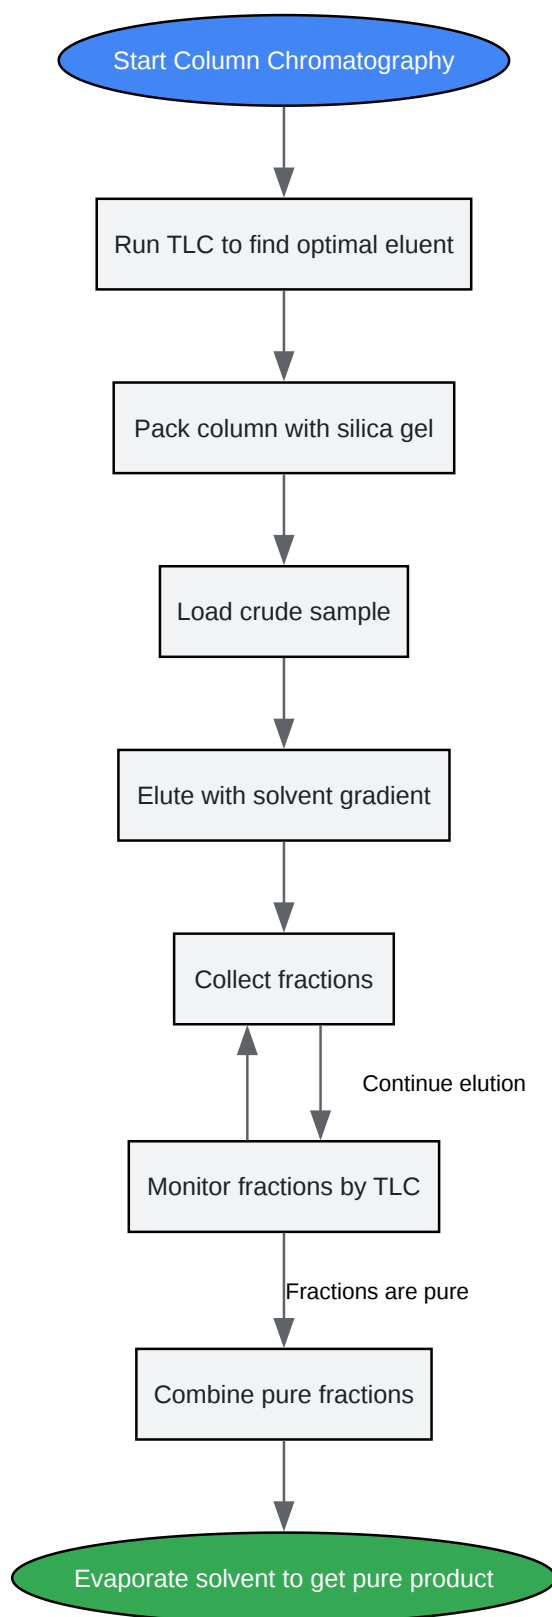 Start Column Chromatography
Run TLC to find optimal eluent
Pack column with silica gel
Load crude sample
Elute with solvent gradient
Collect fractions
Continue elution
Monitor fractions by TLC
Fractions are pure
Combine pure fractions
Evaporate solvent to get pure product